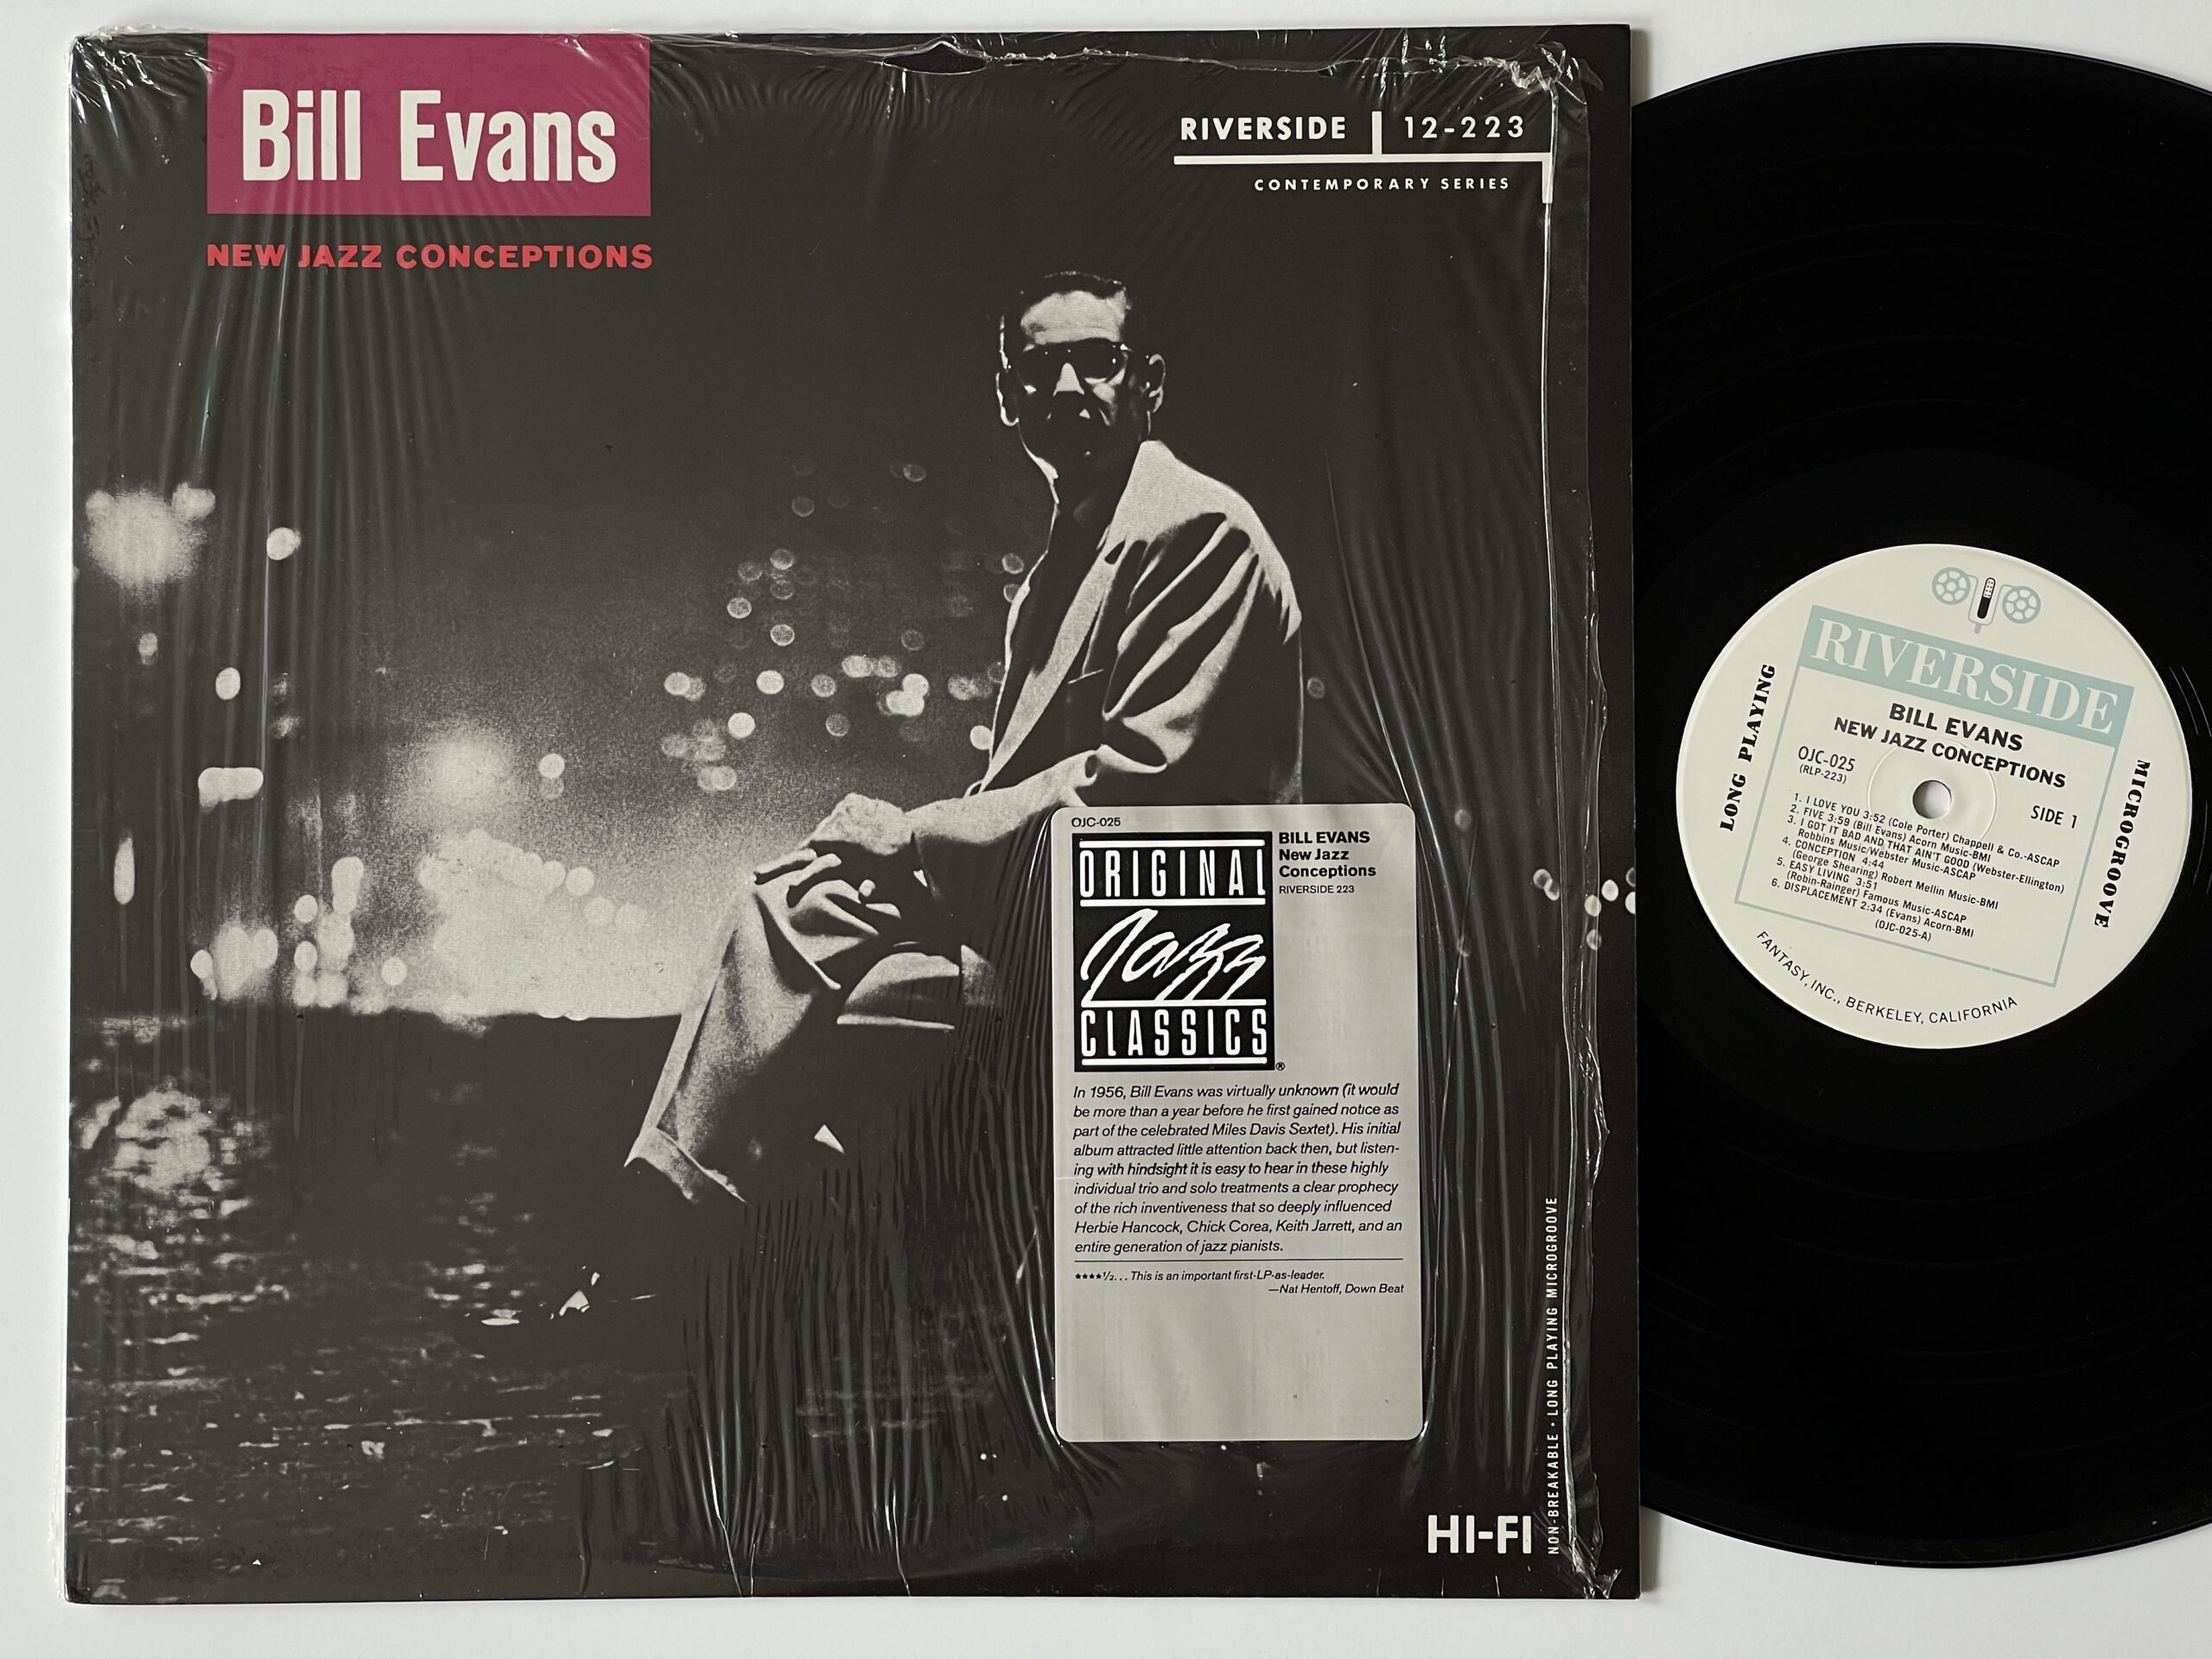 Bill Evans
NEW JAZZ CONCEPTIONS
RIVERSIDE 12-223
CONTEMPORARY SERIES
OJC-025
ORIGINAL
Jazz
CLASSICS
®
BILL EVANS
New Jazz
Conceptions
RIVERSIDE 223
In 1956, Bill Evans was virtually unknown (it would
be more than a year before he first gained notice as
part of the celebrated Miles Davis Sextet). His initial
album attracted little attention back then, but listen-
ing with hindsight it is easy to hear in these highly
individual trio and solo treatments a clear prophecy
of the rich inventiveness that so deeply influenced
Herbie Hancock, Chick Corea, Keith Jarrett, and an
entire generation of jazz pianists.
★★★★½... This is an important first-LP-as-leader.
—Nat Hentoff, Down Beat
HI-FI
NON-BREAKABLE · LONG PLAYING MICROGROOVE
RIVERSIDE
BILL EVANS
NEW JAZZ CONCEPTIONS
OJC-025
(RLP-223)
SIDE 1
LONG PLAYING
MICROGROOVE
1. I LOVE YOU 3:52 (Cole Porter) Chappell & Co.-ASCAP
2. FIVE 3:59 (Bill Evans) Acorn Music-BMI
3. I GOT IT BAD AND THAT AIN'T GOOD (Webster-Ellington)
Robbins Music/Webster Music-ASCAP
4. CONCEPTION 4:44
(George Shearing) Robert Mellin Music-BMI
5. EASY LIVING 3:51
(Robin-Rainger) Famous Music-ASCAP
6. DISPLACEMENT 2:34 (Evans) Acorn-BMI
(OJC-025-A)
FANTASY, INC., BERKELEY, CALIFORNIA